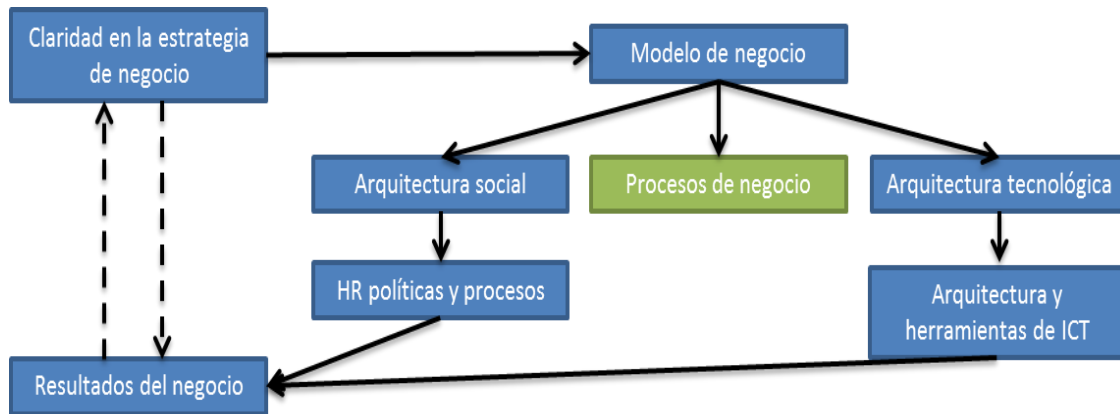 Claridad en la estrategia
de negocio
Modelo de negocio
Arquitectura social
Procesos de negocio
Arquitectura tecnológica
HR políticas y procesos
Arquitectura y
herramientas de ICT
Resultados del negocio